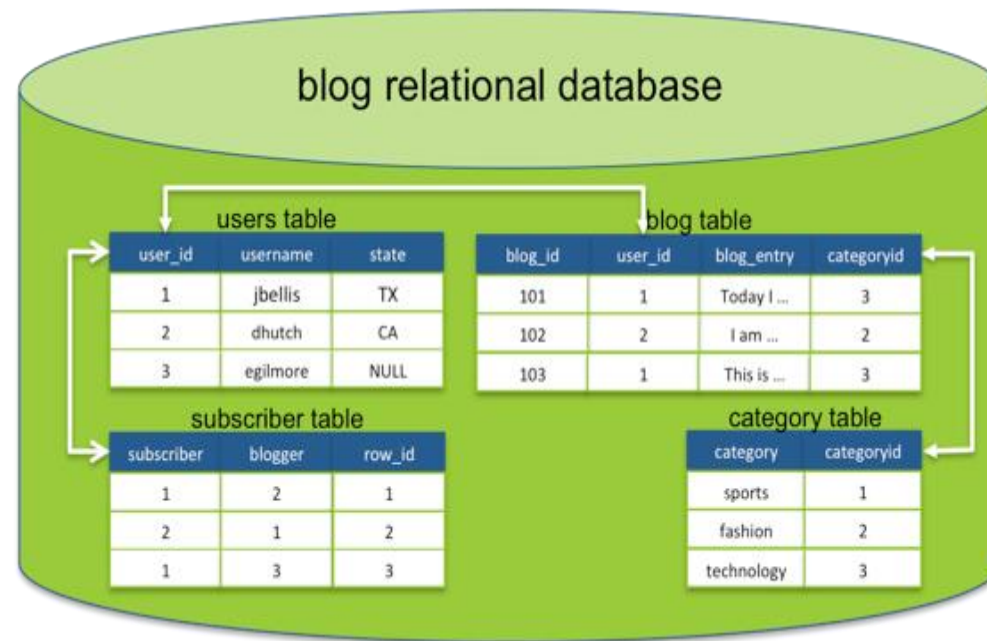 blog relational database
users table
user_id username state
1 jbellis TX
2 dhutch CA
3 egilmore NULL
blog table
blog_id user_id blog_entry categoryid
101 1 Today I ...
3
102 2 I am ... 2
103 1 This is ... 3
subscriber table
subscriber blogger row_id
1 2 1
2 1 2
1 3 3
category table
category categoryid
sports 1
fashion 2
technology 3